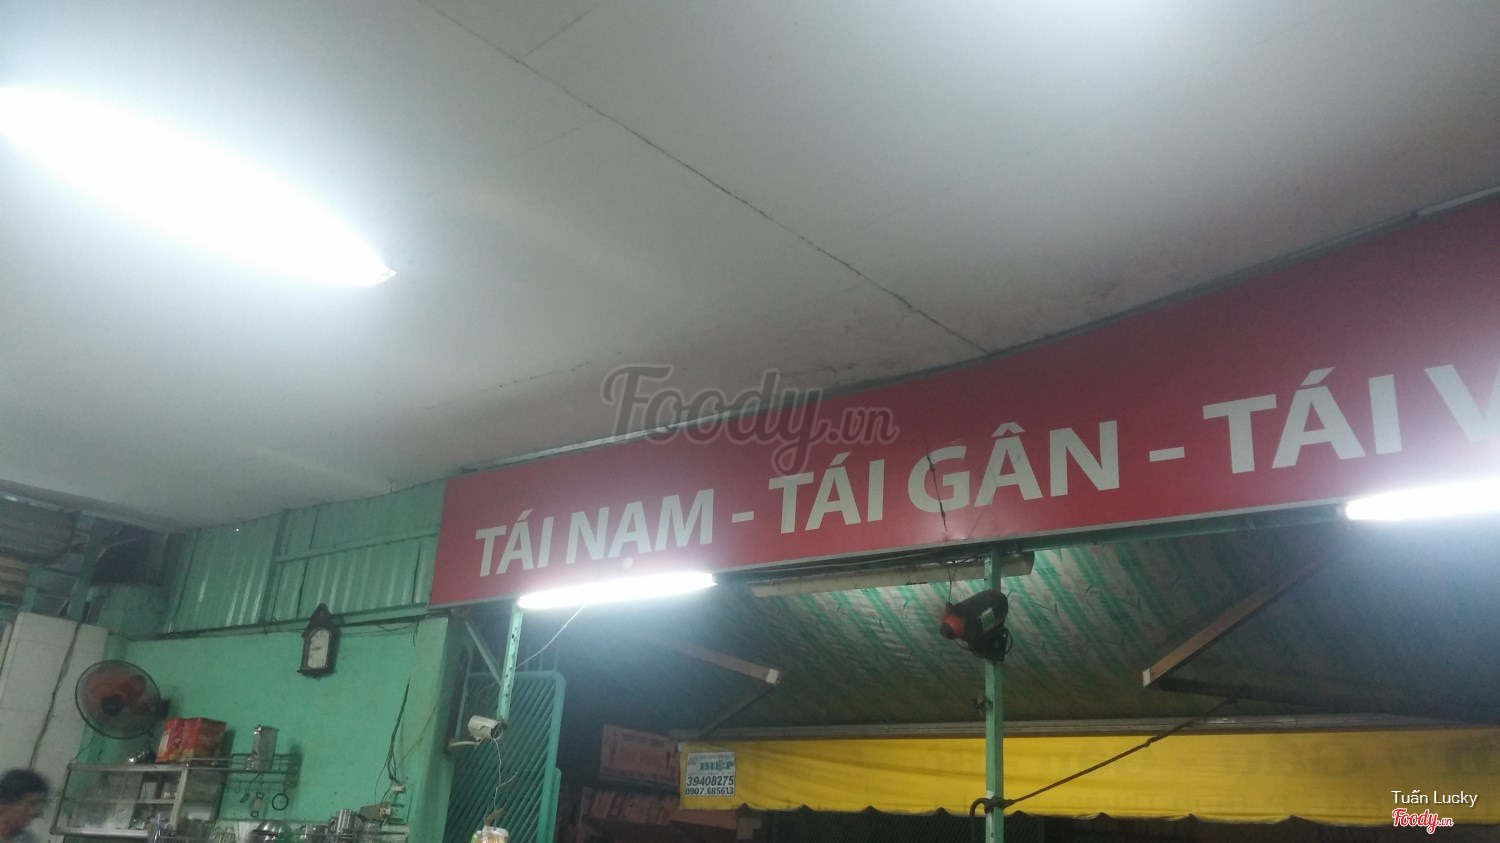 Foody.vn
TÁI NẠM - TÁI GÂN - TÁI V
HIỆP
39408275
0907.685613
Tuấn Lucky
Foody.vn